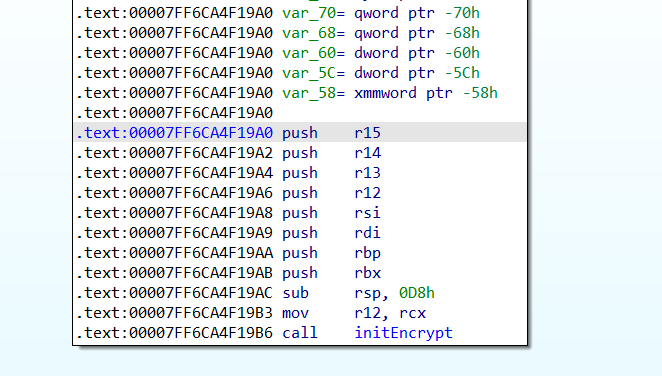 .text:00007FF6CA4F19A0 var_70= qword ptr -70h
.text:00007FF6CA4F19A0 var_68= qword ptr -68h
.text:00007FF6CA4F19A0 var_60= dword ptr -60h
.text:00007FF6CA4F19A0 var_5C= dword ptr -5Ch
.text:00007FF6CA4F19A0 var_58= xmmword ptr -58h
.text:00007FF6CA4F19A0
.text:00007FF6CA4F19A0 push    r15
.text:00007FF6CA4F19A2 push    r14
.text:00007FF6CA4F19A4 push    r13
.text:00007FF6CA4F19A6 push    r12
.text:00007FF6CA4F19A8 push    rsi
.text:00007FF6CA4F19A9 push    rdi
.text:00007FF6CA4F19AA push    rbp
.text:00007FF6CA4F19AB push    rbx
.text:00007FF6CA4F19AC sub     rsp, 0D8h
.text:00007FF6CA4F19B3 mov     r12, rcx
.text:00007FF6CA4F19B6 call    initEncrypt